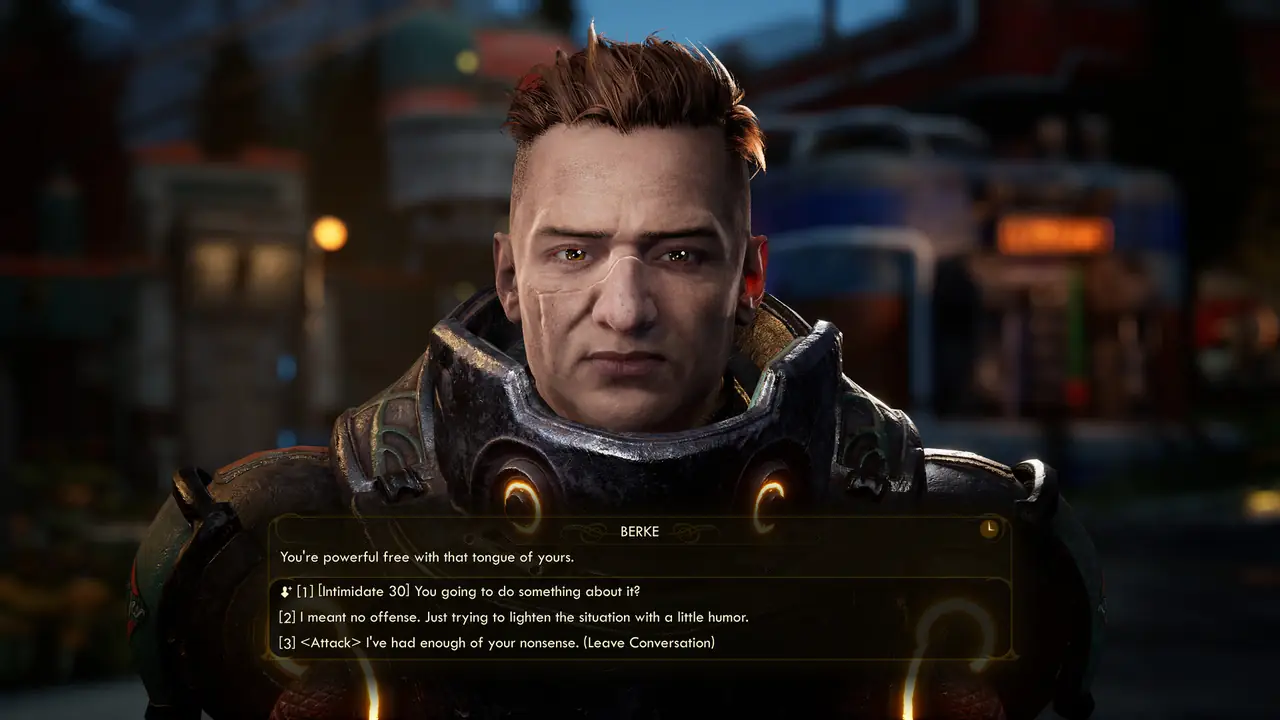 BERKE
You're powerful free with that tongue of yours.
[1] [Intimidate 30] You going to do something about it?
[2] I meant no offense. Just trying to lighten the situation with a little humor.
[3] <Attack> I've had enough of your nonsense. (Leave Conversation)